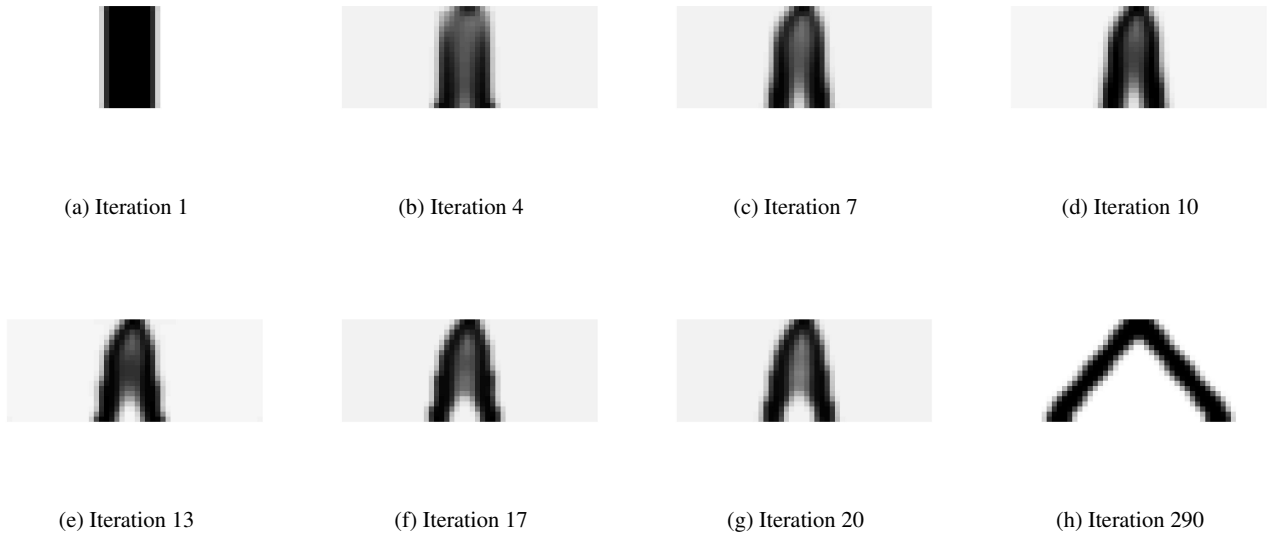 (a) Iteration 1
(b) Iteration 4
(c) Iteration 7
(d) Iteration 10
(e) Iteration 13
(f) Iteration 17
(g) Iteration 20
(h) Iteration 290